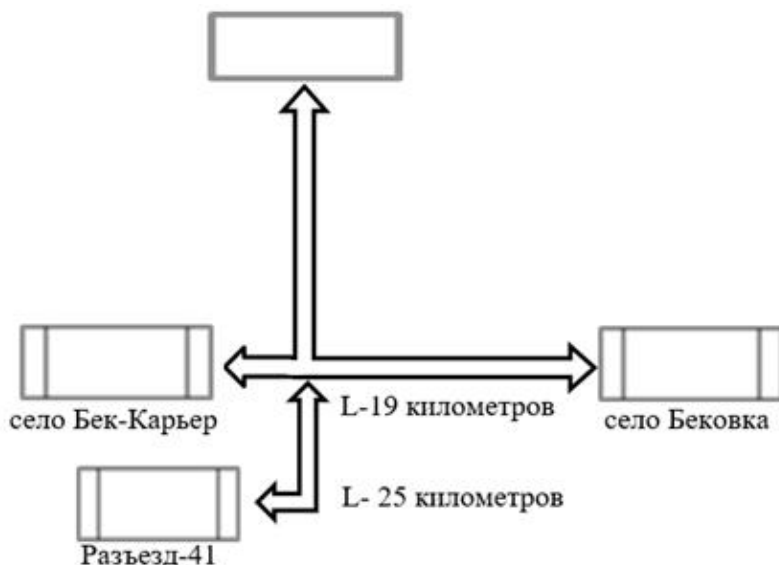 село Бек-Карьер
L-19 километров
село Бековка
L- 25 километров
Разъезд-41